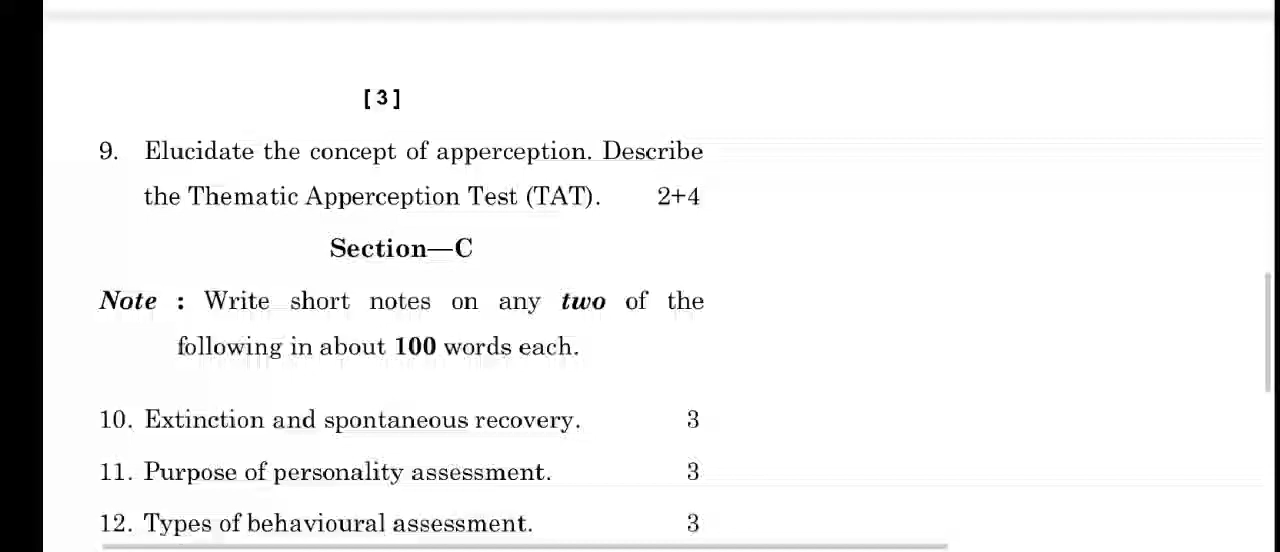 [ 3 ]
9. Elucidate the concept of apperception. Describe
the Thematic Apperception Test (TAT). 2+4
Section—C
Note : Write short notes on any two of the
following in about 100 words each.
10. Extinction and spontaneous recovery. 3
11. Purpose of personality assessment. 3
12. Types of behavioural assessment. 3